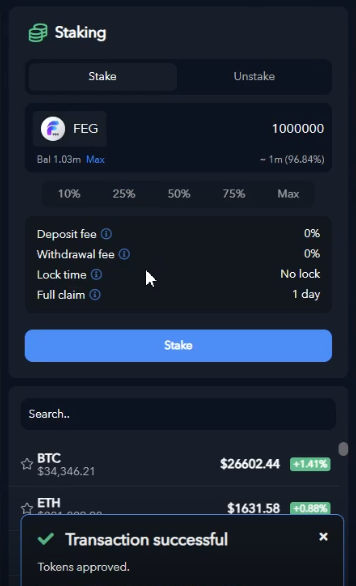 Staking
Stake Unstake
FEG 1000000
Bal 1.03m Max ~ 1m (96.84%)
10% 25% 50% 75% Max
Deposit fee 0%
Withdrawal fee 0%
Lock time No lock
Full claim 1 day
Stake
Search..
BTC
$34,346.21
$26602.44 +1.41%
ETH
$1631.58 +0.88%
Transaction successful ×
Tokens approved.